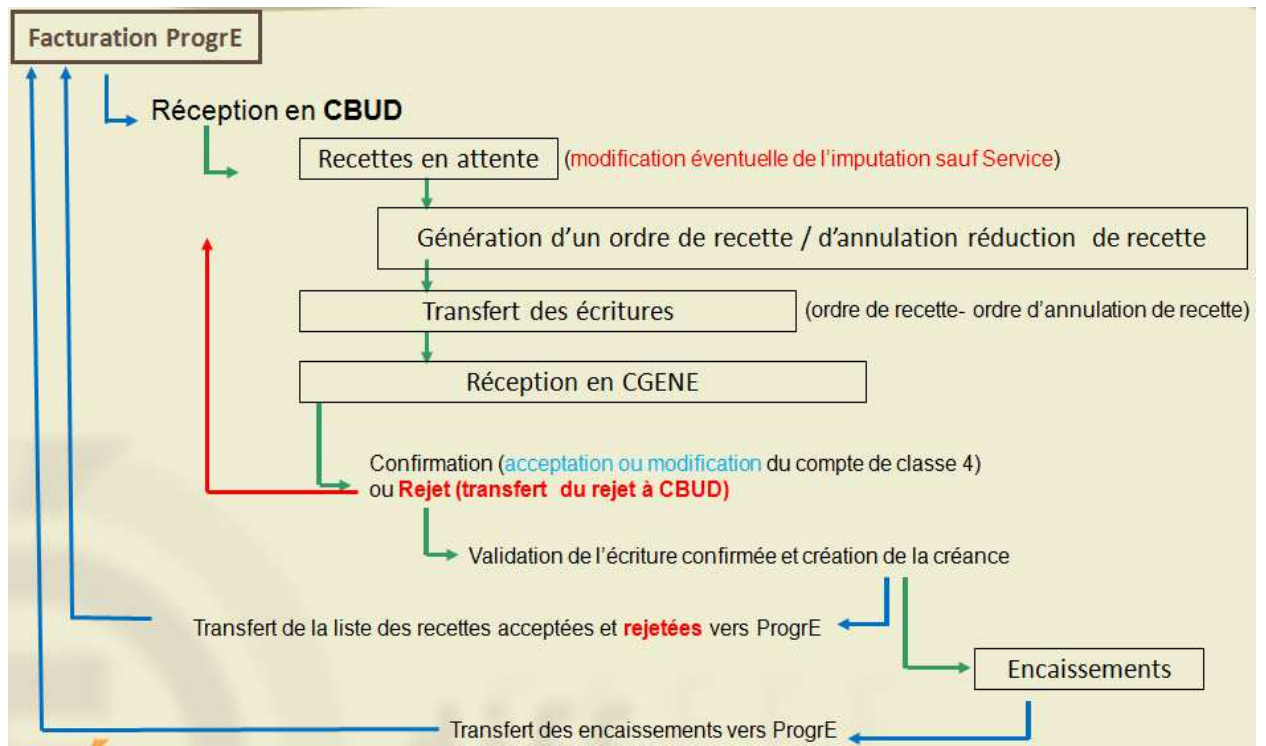 Facturation ProgrE
Réception en CBUD
Recettes en attente (modification éventuelle de l'imputation sauf Service)
Génération d'un ordre de recette / d'annulation réduction de recette
Transfert des écritures (ordre de recette- ordre d'annulation de recette)
Réception en CGENE
Confirmation (acceptation ou modification du compte de classe 4)
ou Rejet (transfert du rejet à CBUD)
Validation de l'écriture confirmée et création de la créance
Transfert de la liste des recettes acceptées et rejetées vers ProgrE
Encaissements
Transfert des encaissements vers ProgrE